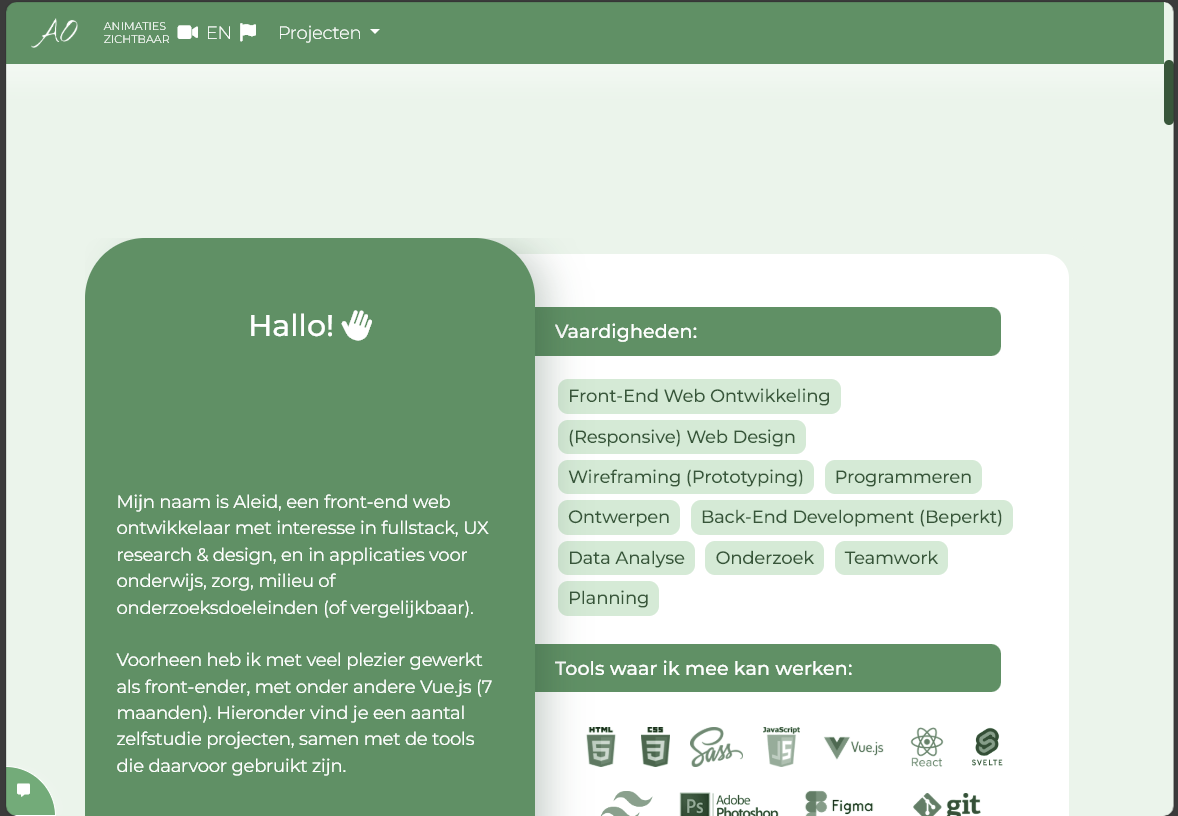 AO
ANIMATIES
ZICHTBAAR
EN
Projecten
Hallo!
Mijn naam is Aleid, een front-end web
ontwikkelaar met interesse in fullstack, UX
research & design, en in applicaties voor
onderwijs, zorg, milieu of
onderzoeksdoeleinden (of vergelijkbaar).
Voorheen heb ik met veel plezier gewerkt
als front-ender, met onder andere Vue.js (7
maanden). Hieronder vind je een aantal
zelfstudie projecten, samen met de tools
die daarvoor gebruikt zijn.
Vaardigheden:
Front-End Web Ontwikkeling
(Responsive) Web Design
Wireframing (Prototyping) Programmeren
Ontwerpen Back-End Development (Beperkt)
Data Analyse Onderzoek Teamwork
Planning
Tools waar ik mee kan werken:
HTML 5
CSS 3
Sass
JavaScript JS
Vue.js
React
SVELTE
Ps Adobe Photoshop
Figma
git